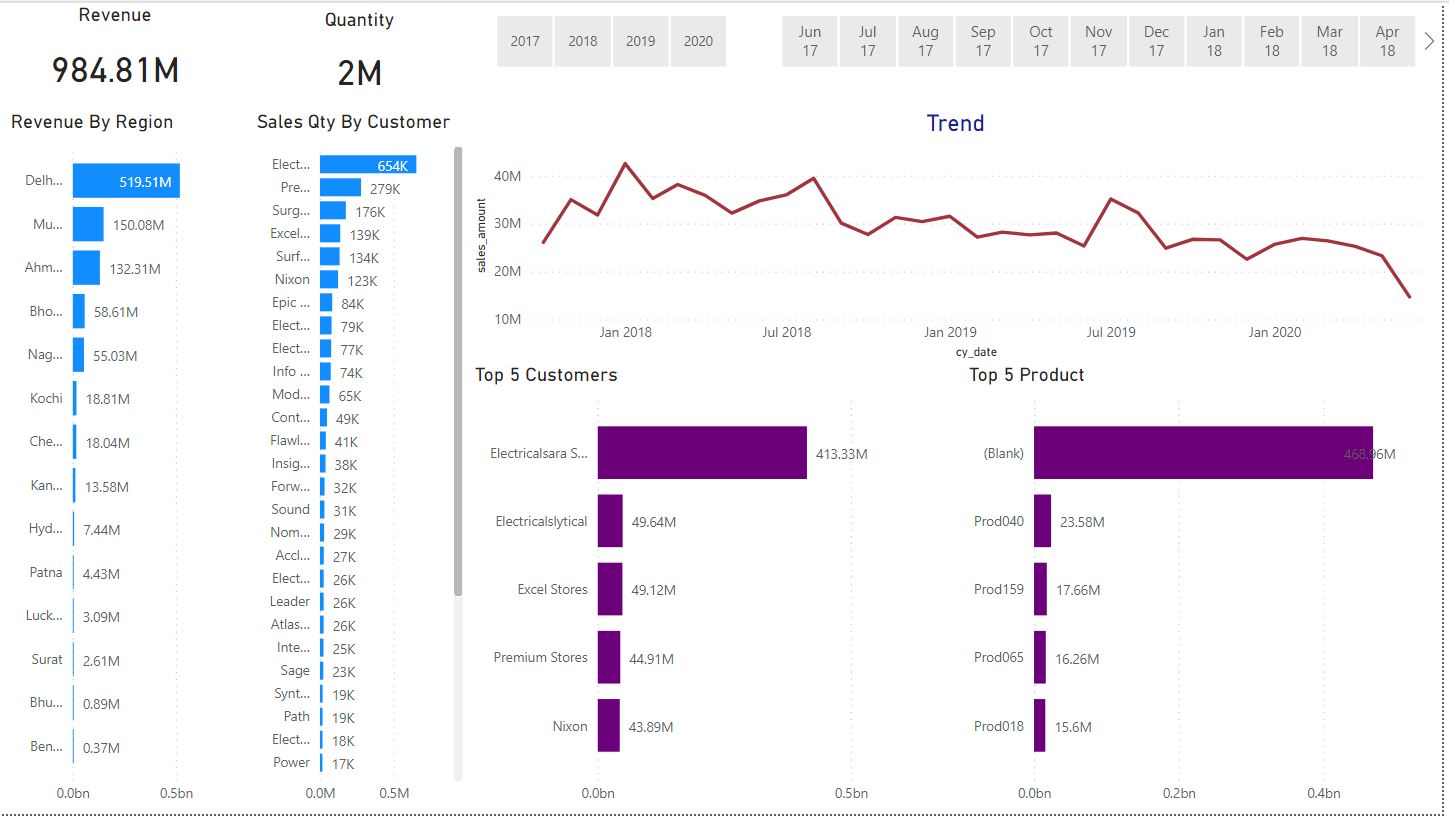 Revenue
984.81M
Quantity
2M
2017 2018 2019 2020
Jun 17 Jul 17 Aug 17 Sep 17 Oct 17 Nov 17 Dec 17 Jan 18 Feb 18 Mar 18 Apr 18
Revenue By Region
Delh... 519.51M
Mu... 150.08M
Ahm... 132.31M
Bho... 58.61M
Nag... 55.03M
Kochi 18.81M
Che... 18.04M
Kan... 13.58M
Hyd... 7.44M
Patna 4.43M
Luck... 3.09M
Surat 2.61M
Bhu... 0.89M
Ben... 0.37M
0.0bn 0.5bn
Sales Qty By Customer
Elect... 654K
Pre... 279K
Surg... 176K
Excel... 139K
Surf... 134K
Nixon 123K
Epic ... 84K
Elect... 79K
Elect... 77K
Info ... 74K
Mod... 65K
Cont... 49K
Flawl... 41K
Insig... 38K
Forw... 32K
Sound 31K
Nom... 29K
Accl... 27K
Elect... 26K
Leader 26K
Atlas... 26K
Inte... 25K
Sage 23K
Synt... 19K
Path 19K
Elect... 18K
Power 17K
0.0M 0.5M
Trend
sales_amount
40M
30M
20M
10M
Jan 2018 Jul 2018 Jan 2019 Jul 2019 Jan 2020
cy_date
Top 5 Customers
Electricalsara S... 413.33M
Electricalslytical 49.64M
Excel Stores 49.12M
Premium Stores 44.91M
Nixon 43.89M
0.0bn 0.5bn
Top 5 Product
(Blank) 468.96M
Prod040 23.58M
Prod159 17.66M
Prod065 16.26M
Prod018 15.6M
0.0bn 0.2bn 0.4bn